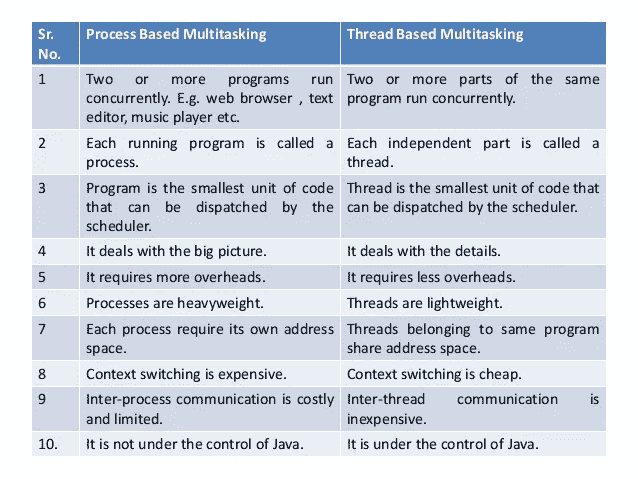 Sr. Process Based Multitasking Thread Based Multitasking
No.
1 Two or more programs run Two or more parts of the same
concurrently. E.g. web browser , text program run concurrently.
editor, music player etc.
2 Each running program is called a Each independent part is called a
process. thread.
3 Program is the smallest unit of code Thread is the smallest unit of code that
that can be dispatched by the can be dispatched by the scheduler.
scheduler.
4 It deals with the big picture. It deals with the details.
5 It requires more overheads. It requires less overheads.
6 Processes are heavyweight. Threads are lightweight.
7 Each process require its own address Threads belonging to same program
space. share address space.
8 Context switching is expensive. Context switching is cheap.
9 Inter-process communication is costly Inter-thread communication is
and limited. inexpensive.
10. It is not under the control of Java. It is under the control of Java.